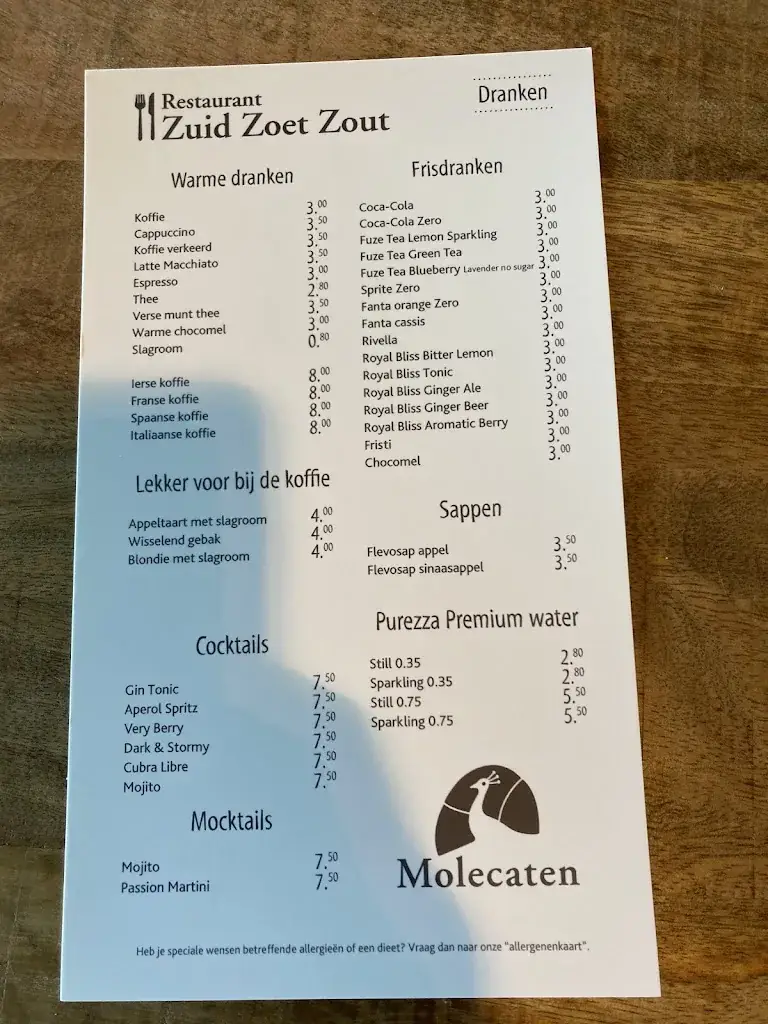 Restaurant
Zuid Zoet Zout
Dranken
Warme dranken
Koffie 3.00
Cappuccino 3.50
Koffie verkeerd 3.50
Latte Macchiato 3.50
Espresso 3.00
Thee 2.80
Verse munt thee 3.50
Warme chocomel 3.00
Slagroom 0.80
Ierse koffie 8.00
Franse koffie 8.00
Spaanse koffie 8.00
Italiaanse koffie 8.00
Lekker voor bij de koffie
Appeltaart met slagroom 4.00
Wisselend gebak 4.00
Blondie met slagroom 4.00
Cocktails
Gin Tonic 7.50
Aperol Spritz 7.50
Very Berry 7.50
Dark & Stormy 7.50
Cubra Libre 7.50
Mojito 7.50
Mocktails
Mojito 7.50
Passion Martini 7.50
Frisdranken
Coca-Cola 3.00
Coca-Cola Zero 3.00
Fuze Tea Lemon Sparkling 3.00
Fuze Tea Green Tea 3.00
Fuze Tea Blueberry Lavender no sugar 3.00
Sprite Zero 3.00
Fanta orange Zero 3.00
Fanta cassis 3.00
Rivella 3.00
Royal Bliss Bitter Lemon 3.00
Royal Bliss Tonic 3.00
Royal Bliss Ginger Ale 3.00
Royal Bliss Ginger Beer 3.00
Royal Bliss Aromatic Berry 3.00
Fristi 3.00
Chocomel 3.00
Sappen
Flevosap appel 3.50
Flevosap sinaasappel 3.50
Purezza Premium water
Still 0.35 2.80
Sparkling 0.35 2.80
Still 0.75 5.50
Sparkling 0.75 5.50
Molecaten
Heb je speciale wensen betreffende allergieën of een dieet? Vraag dan naar onze "allergenenkaart".